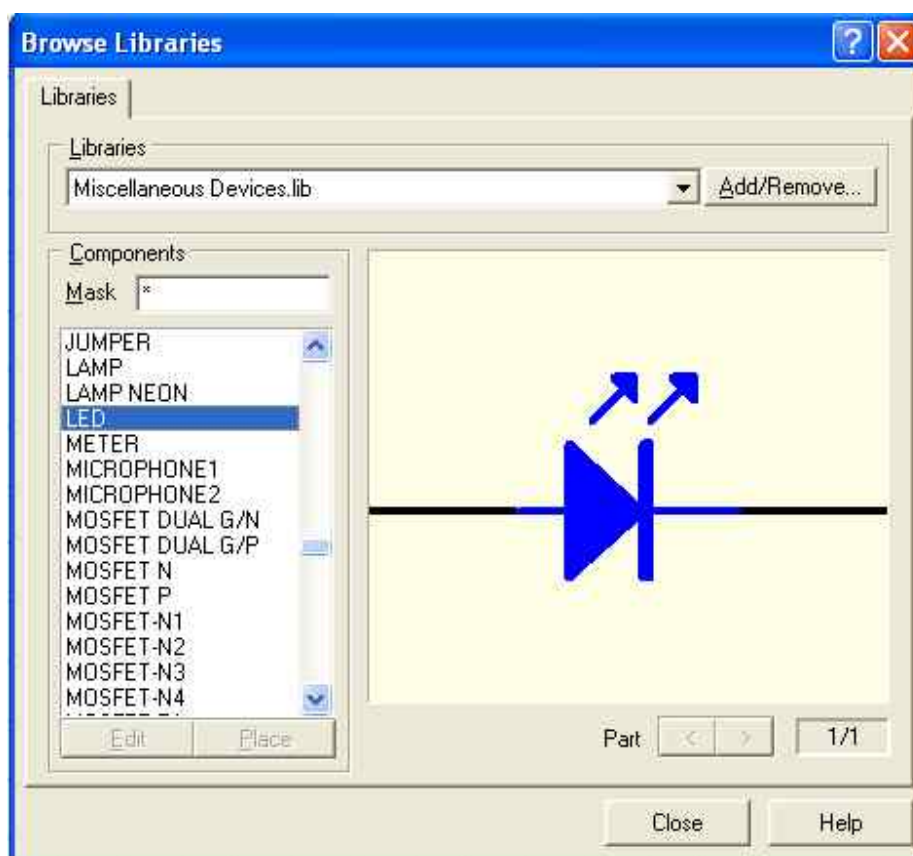 Browse Libraries
Libraries
Libraries
Miscellaneous Devices.lib
Add/Remove...
Components
Mask *
JUMPER
LAMP
LAMP NEON
LED
METER
MICROPHONE1
MICROPHONE2
MOSFET DUAL G/N
MOSFET DUAL G/P
MOSFET N
MOSFET P
MOSFET-N1
MOSFET-N2
MOSFET-N3
MOSFET-N4
Edit Place
Part < > 1/1
Close Help